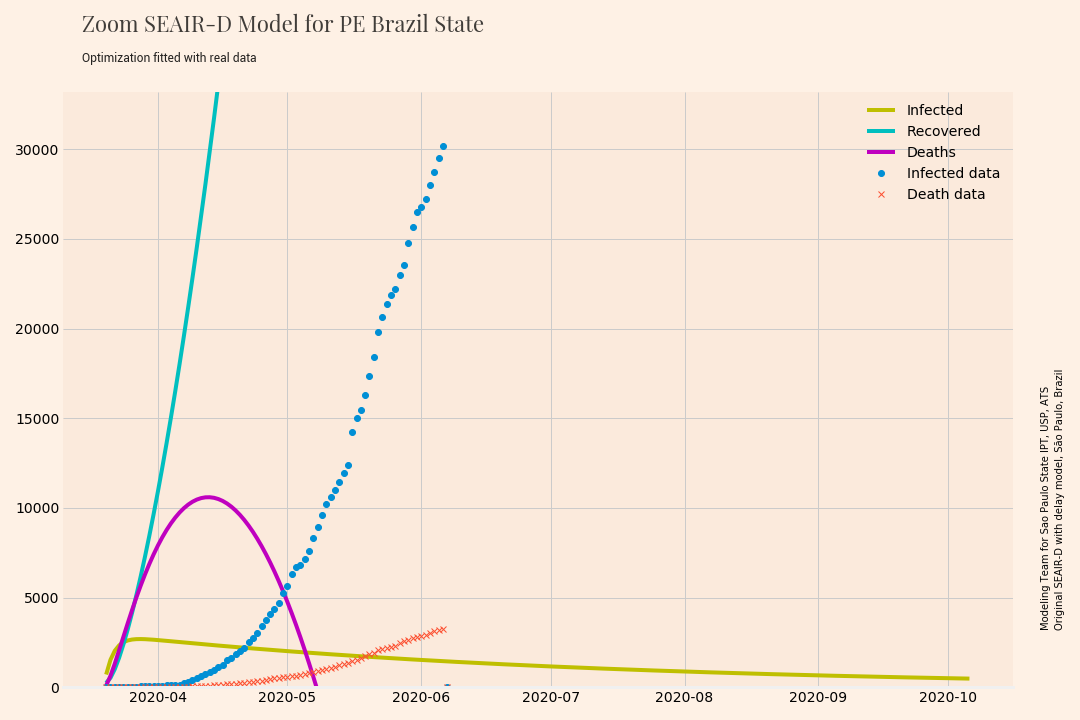 Zoom SEAIR-D Model for PE Brazil State
Optimization fitted with real data
Infected
Recovered
Deaths
Infected data
Death data
30000
25000
20000
15000
10000
5000
0
2020-04
2020-05
2020-06
2020-07
2020-08
2020-09
2020-10
Modeling Team for Sao Paulo State IPT, USP, ATS
Original SEAIR-D with delay model, São Paulo, Brazil